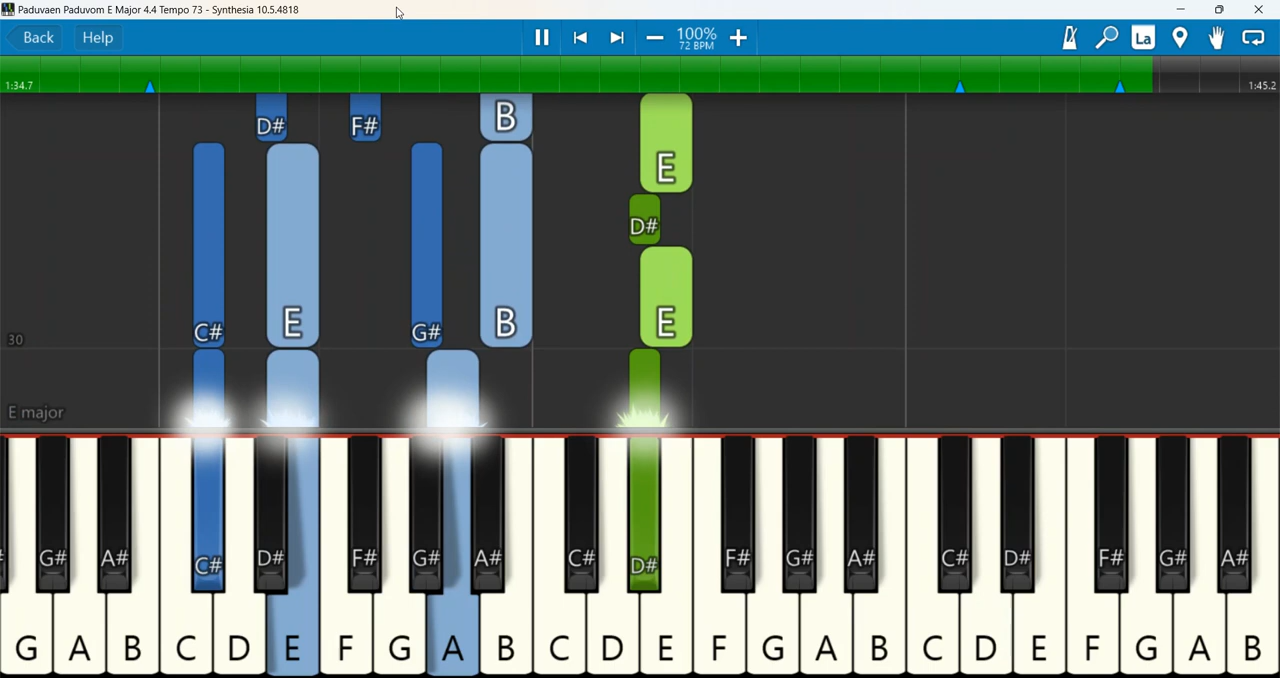 Paduvaen Paduvom E Major 4.4 Tempo 73 - Synthesia 10.5.4818
Back Help 100% La
72 BPM
1:34.7 1:45.2
D# F# B
E
D#
C# E G# B E
30
E major
G# A# C# D# F# G# A# C# D# F# G# A# C# D# F# G# A#
G A B C D E F G A B C D E F G A B C D E F G A B